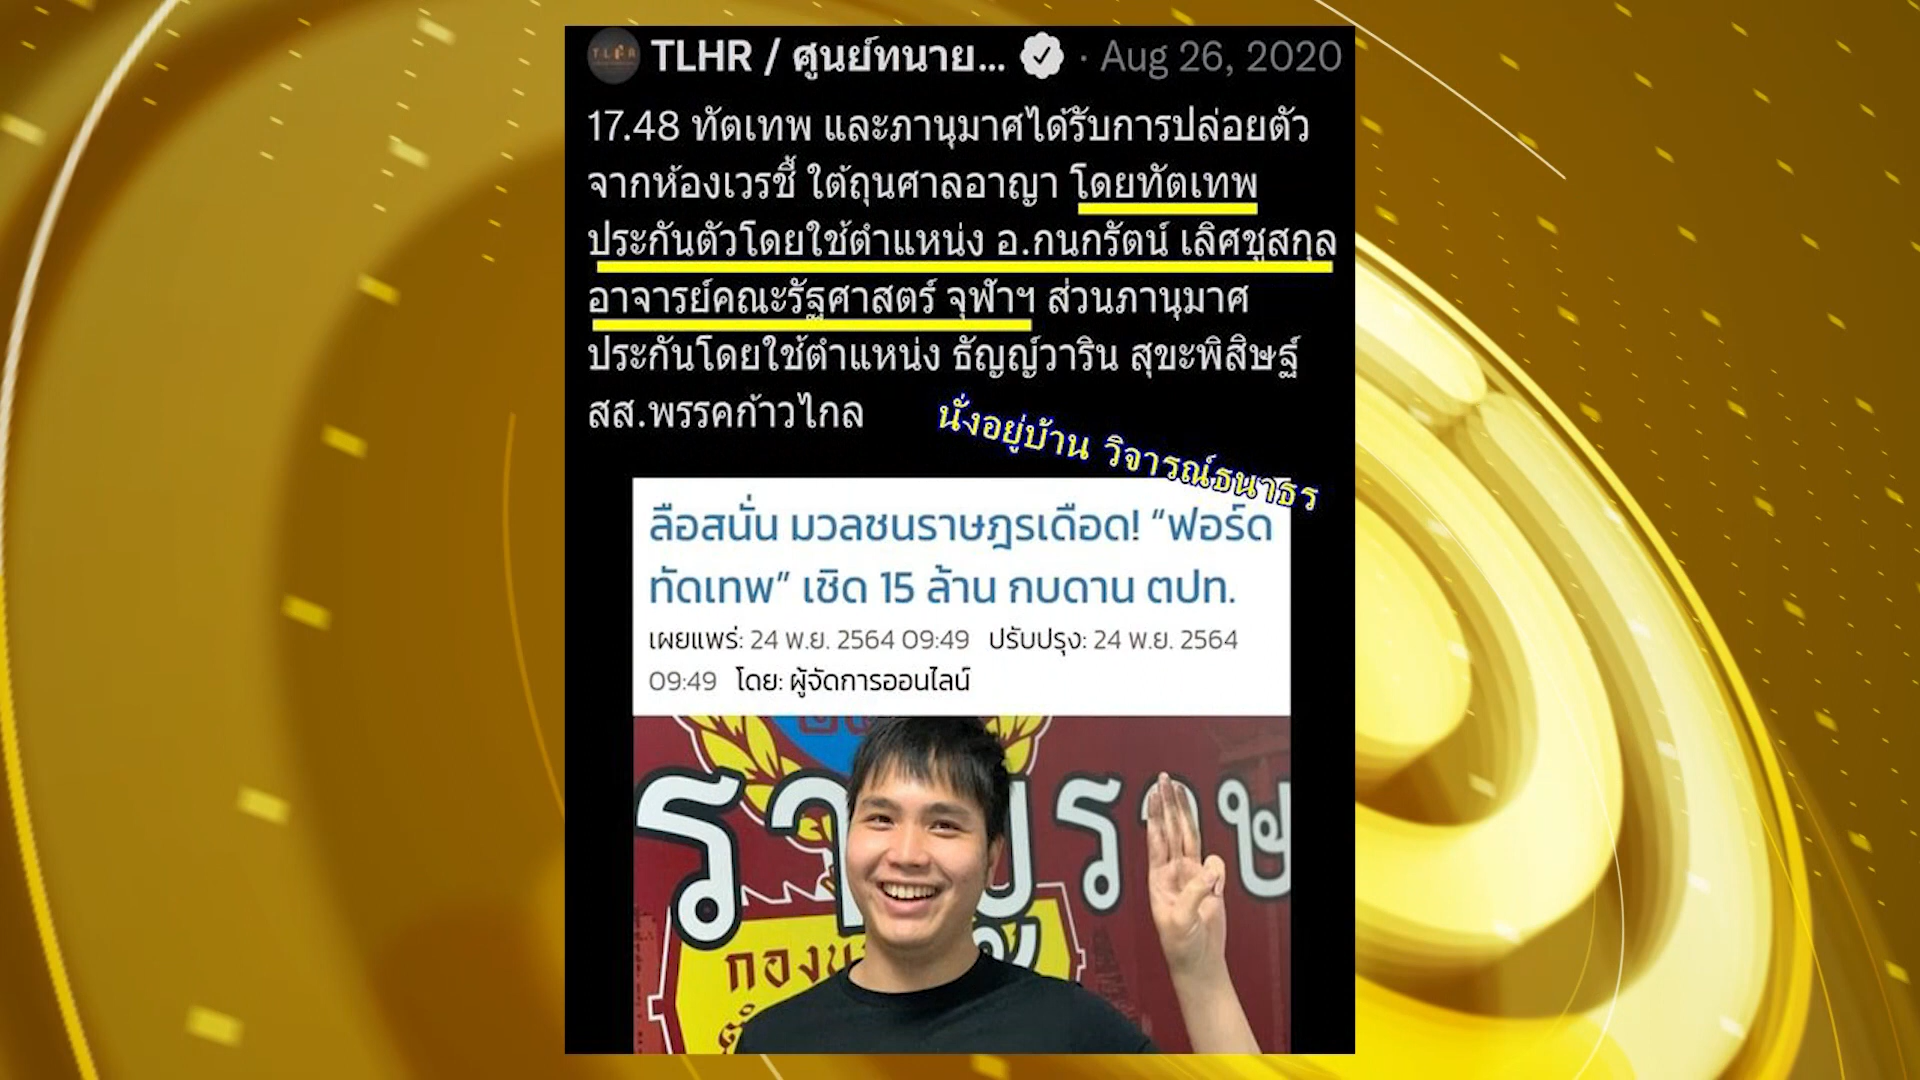 TLHR / ศูนย์ทนาย... · Aug 26, 2020
17.48 ทัตเทพ และภานุมาศได้รับการปล่อยตัว
จากห้องเวรชี้ ใต้ถุนศาลอาญา โดยทัตเทพ
ประกันตัวโดยใช้ตำแหน่ง อ.กนกรัตน์ เลิศชูสกุล
อาจารย์คณะรัฐศาสตร์ จุฬาฯ ส่วนภานุมาศ
ประกันโดยใช้ตำแหน่ง ธัญญ์วาริน สุขะพิสิษฐ์
สส.พรรคก้าวไกล
นั่งอยู่บ้าน วิจารณ์ธนาธร
ลือสนั่น มวลชนราษฎรเดือด! “ฟอร์ด
ทัตเทพ” เชิด 15 ล้าน กบดาน ตปท.
เผยแพร่: 24 พ.ย. 2564 09:49 ปรับปรุง: 24 พ.ย. 2564
09:49 โดย: ผู้จัดการออนไลน์